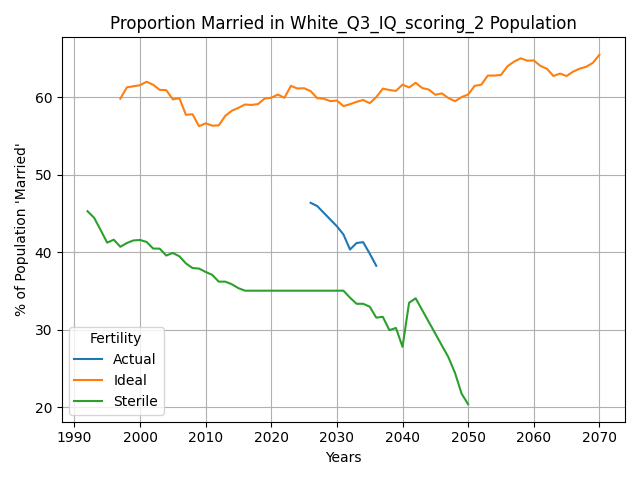 Proportion Married in White_Q3_IQ_scoring_2 Population
% of Population 'Married'
60
50
40
30
20
Fertility
Actual
Ideal
Sterile
1990 2000 2010 2020 2030 2040 2050 2060 2070
Years